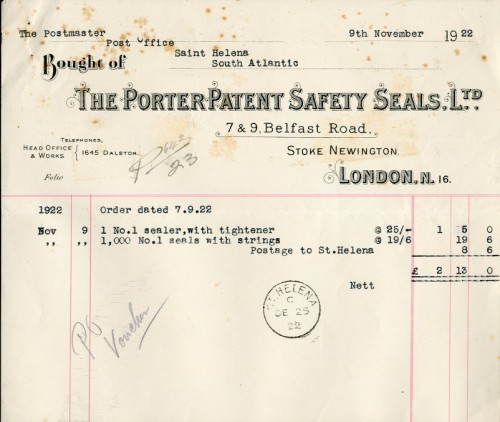 The Postmaster
Post Office
9th November 1922
Saint Helena
South Atlantic
Bought of
THE PORTER PATENT SAFETY SEALS, LTD.
7 & 9, Belfast Road.
TELEPHONES,
HEAD OFFICE & WORKS } 1645 DALSTON.
STOKE NEWINGTON.
Folio
23
LONDON, N. 16.
1922 Order dated 7.9.22
Nov 9 1 No.1 sealer, with tightener @ 25/- 1 5 0
,, ,, 1,000 No.1 seals with strings @ 19/6 19 6
Postage to St.Helena 8 6
£ 2 13 0
Nett
ST. HELENA
C
DE 25
22
PO
Voucher